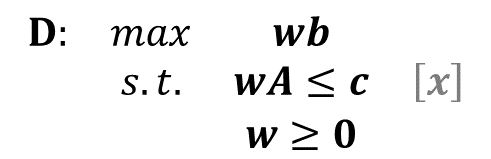 D: max wb
s.t. wA ≤ c [x]
w ≥ 0